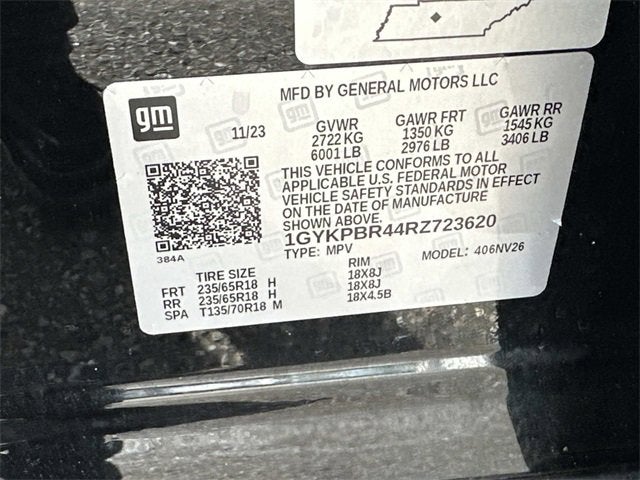 MFD BY GENERAL MOTORS LLC
gm
11/23
GVWR
2722 KG
6001 LB
GAWR FRT
1350 KG
2976 LB
GAWR RR
1545 KG
3406 LB
THIS VEHICLE CONFORMS TO ALL
APPLICABLE U.S. FEDERAL MOTOR
VEHICLE SAFETY STANDARDS IN EFFECT
ON THE DATE OF MANUFACTURE
SHOWN ABOVE.
1GYKPBR44RZ723620
TYPE: MPV MODEL: 406NV26
384A
TIRE SIZE RIM
FRT 235/65R18 H 18X8J
RR 235/65R18 H 18X8J
SPA T135/70R18 M 18X4.5B